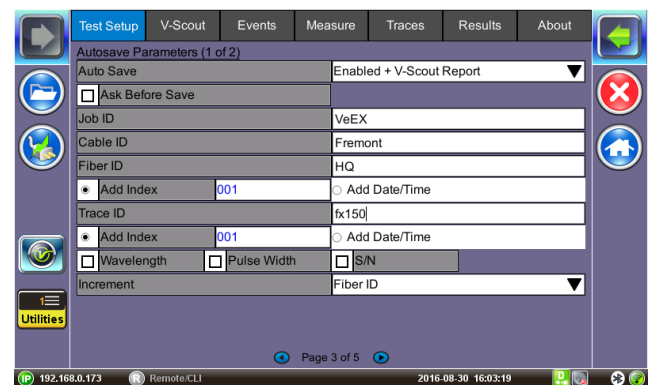 Test Setup V-Scout Events Measure Traces Results About
Autosave Parameters (1 of 2)
Auto Save Enabled + V-Scout Report
Ask Before Save
Job ID VeEX
Cable ID Fremont
Fiber ID HQ
Add Index 001 Add Date/Time
Trace ID fx150
Add Index 001 Add Date/Time
Wavelength Pulse Width S/N
Increment Fiber ID
1
Utilities
Page 3 of 5
IP 192.168.0.173 R Remote/CLI 2016-08-30 16:03:19